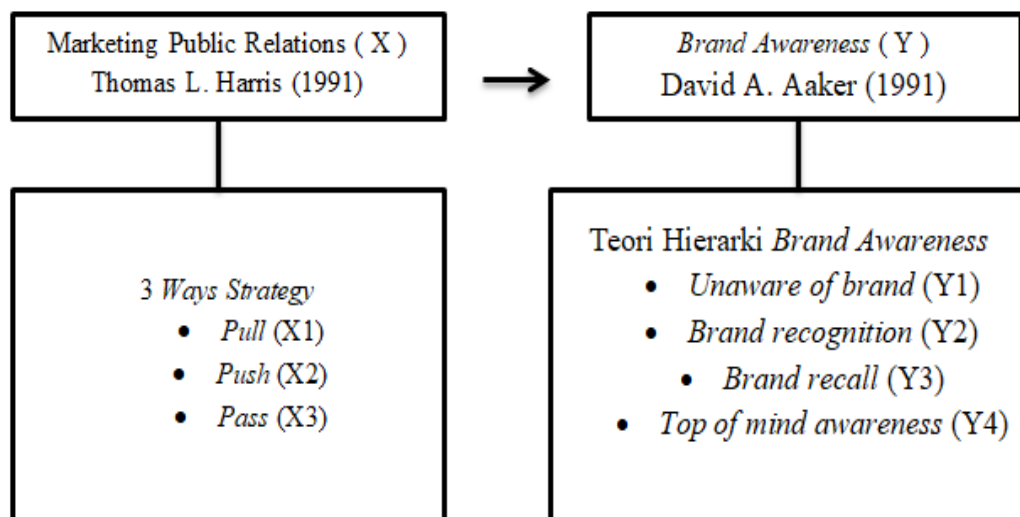 Marketing Public Relations ( X )
Thomas L. Harris (1991)
Brand Awareness ( Y )
David A. Aaker (1991)
3 Ways Strategy
• Pull (X1)
• Push (X2)
• Pass (X3)
Teori Hierarki Brand Awareness
• Unaware of brand (Y1)
• Brand recognition (Y2)
• Brand recall (Y3)
• Top of mind awareness (Y4)